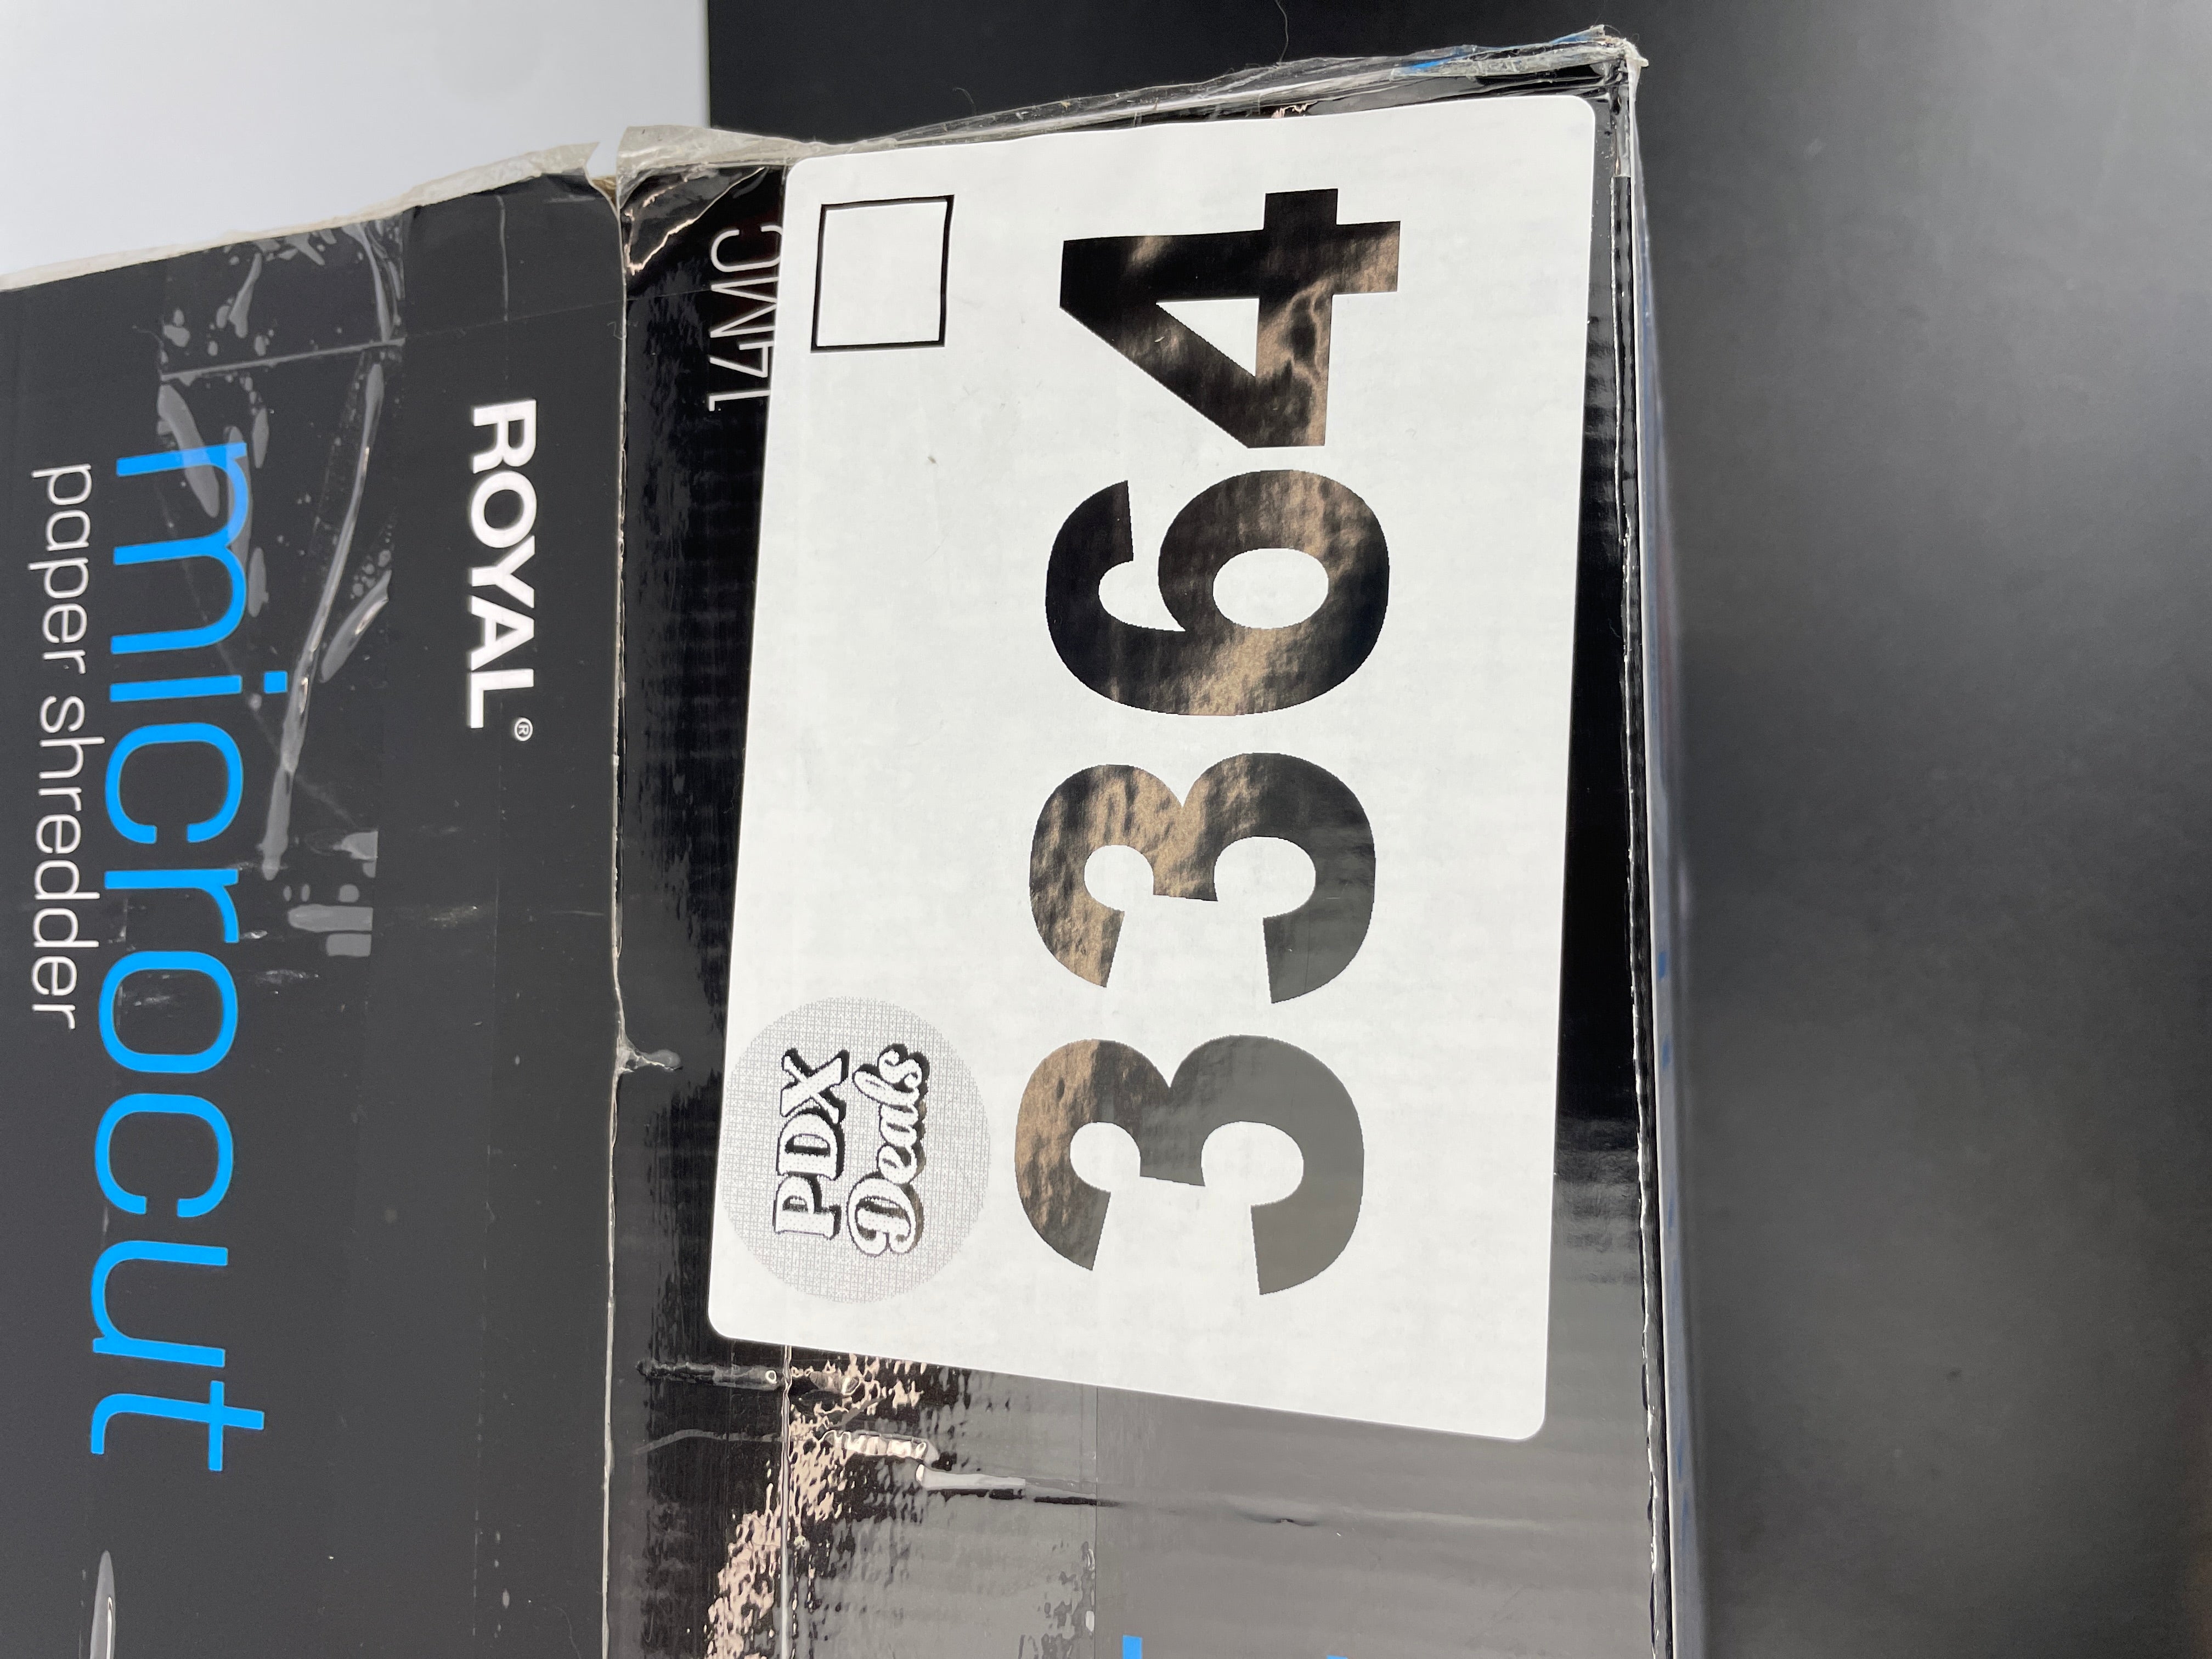 ROYAL®
microcut
paper shredder
14MC
PDX
Deals
3364